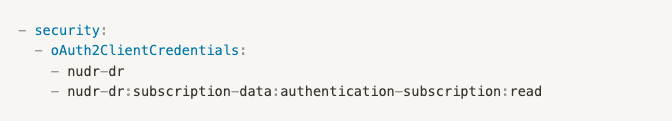 - security:
- oAuth2ClientCredentials:
- nudr-dr
- nudr-dr:subscription-data:authentication-subscription:read